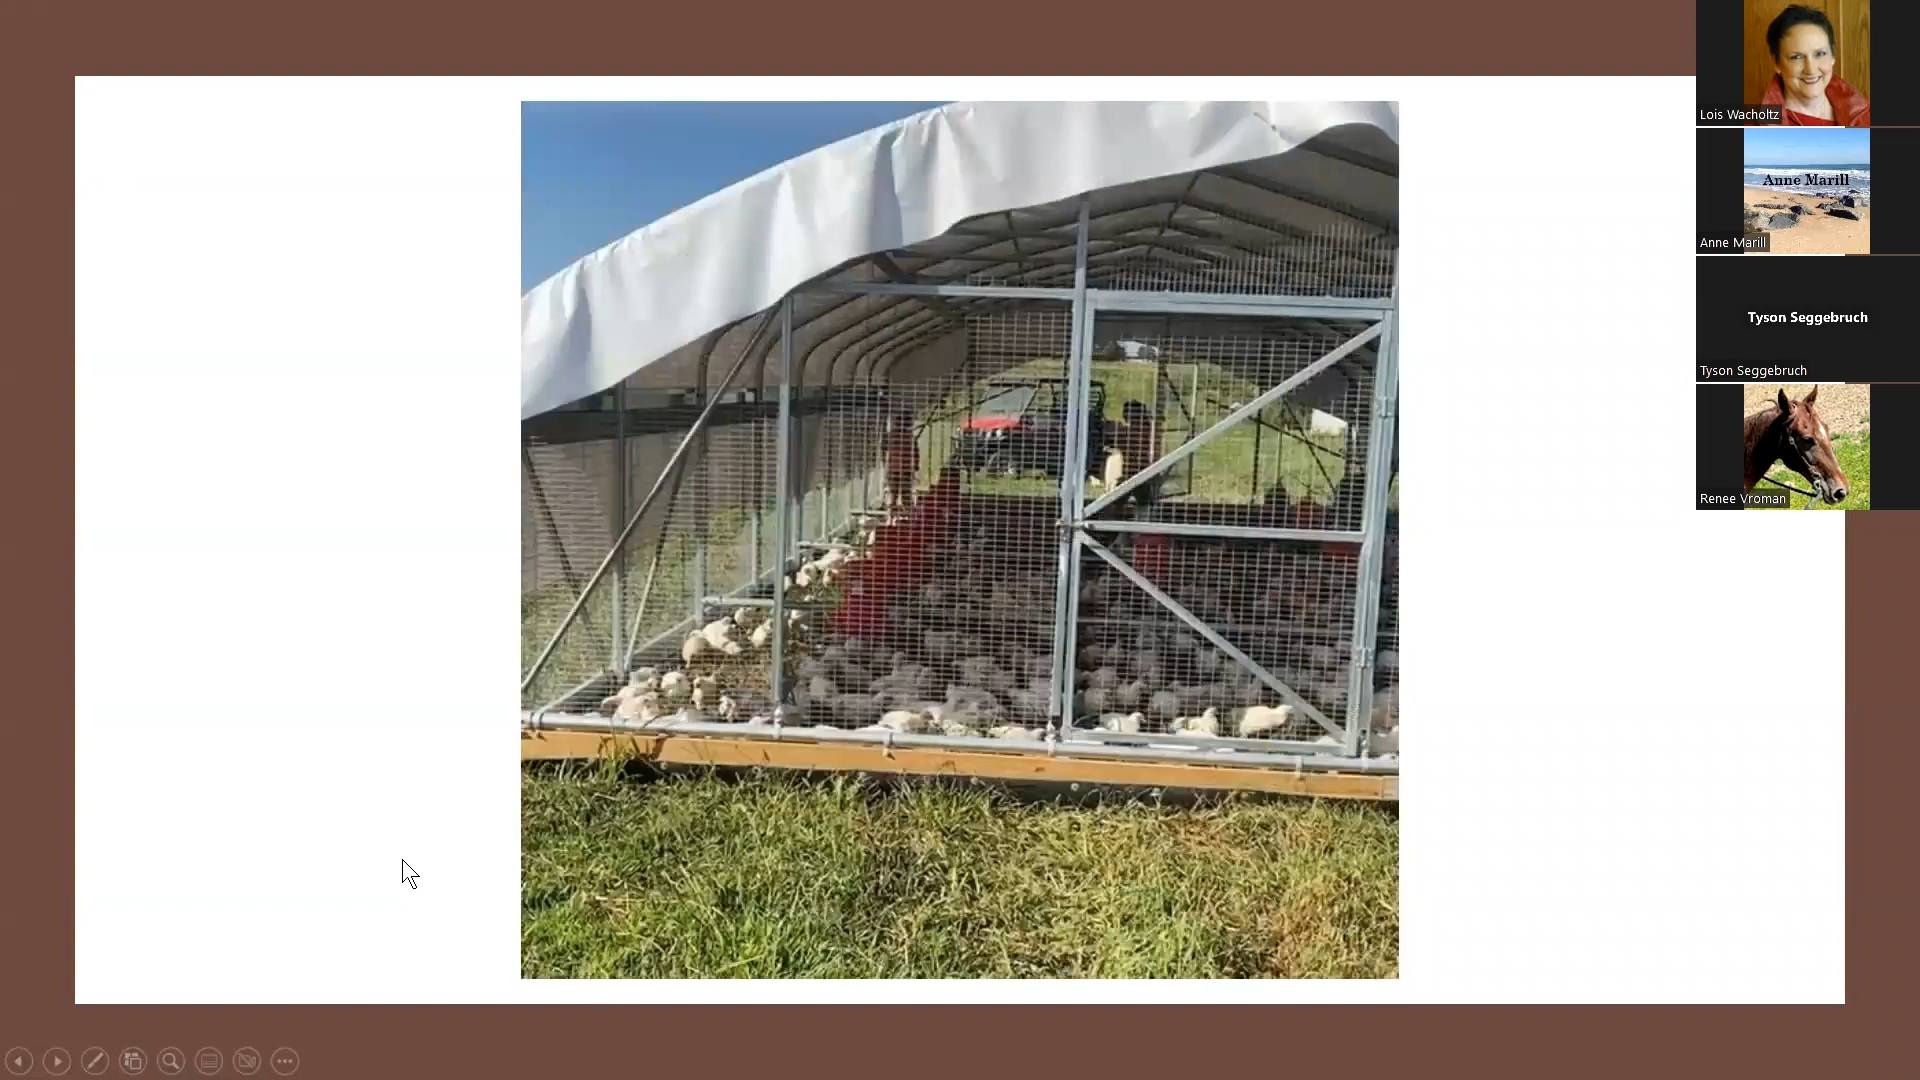 Lois Wacholtz
Anne Marill
Anne Marill
Tyson Seggebruch
Tyson Seggebruch
Renee Vroman